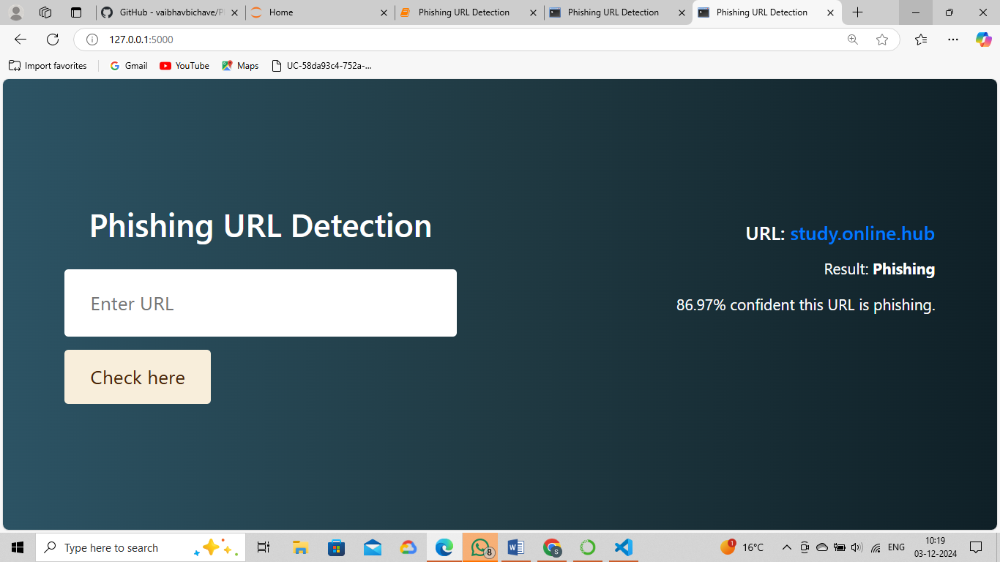 GitHub - vaibhavbichave/P
Home
Phishing URL Detection
Phishing URL Detection
Phishing URL Detection
127.0.0.1:5000
Import favorites
Gmail
YouTube
Maps
UC-58da93c4-752a-...
Phishing URL Detection
Enter URL
Check here
URL: study.online.hub
Result: Phishing
86.97% confident this URL is phishing.
Type here to search
8
S
1
16°C
ENG
10:19
03-12-2024